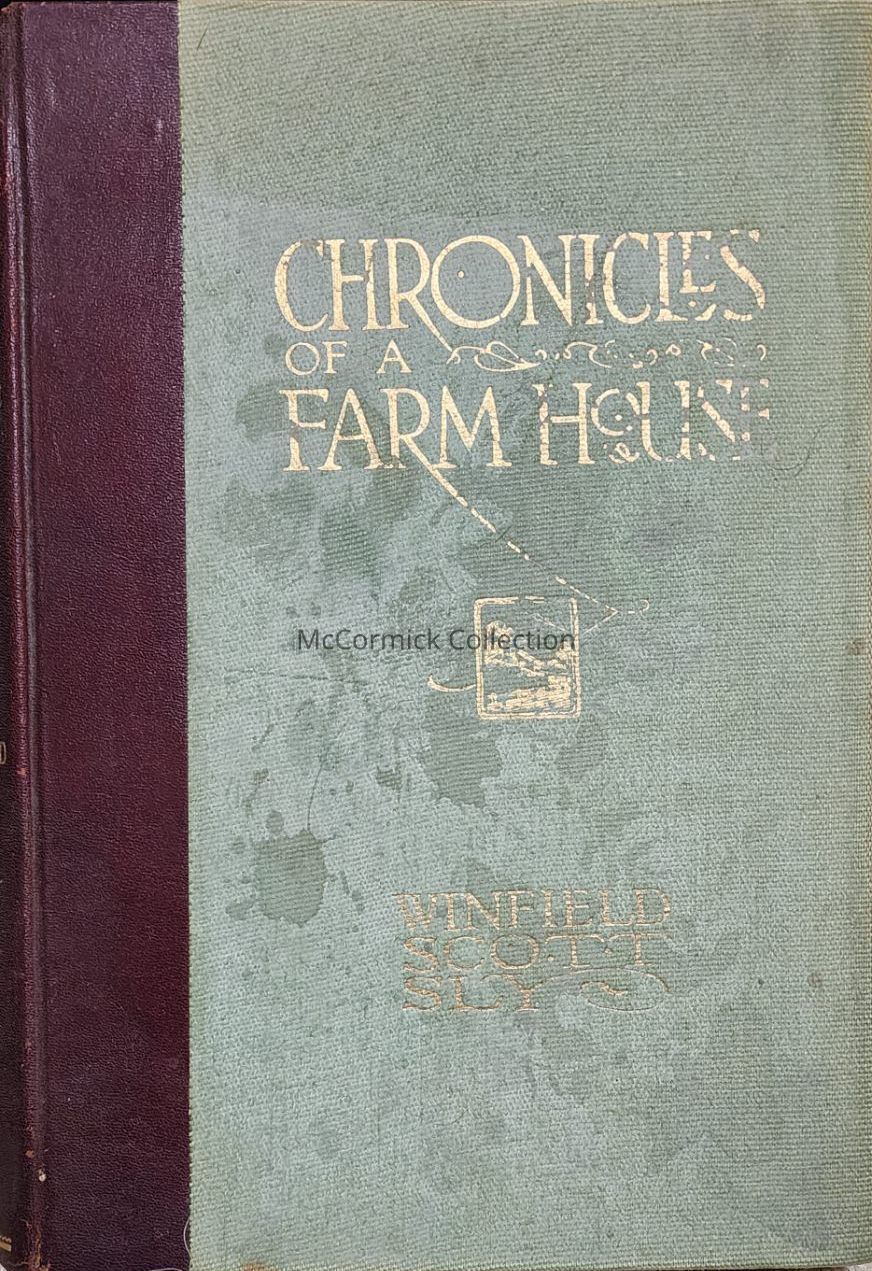 CHRONICLES
OF A
FARM HOUSE
McCormick Collection
WINFIELD
SCOTT
SLY